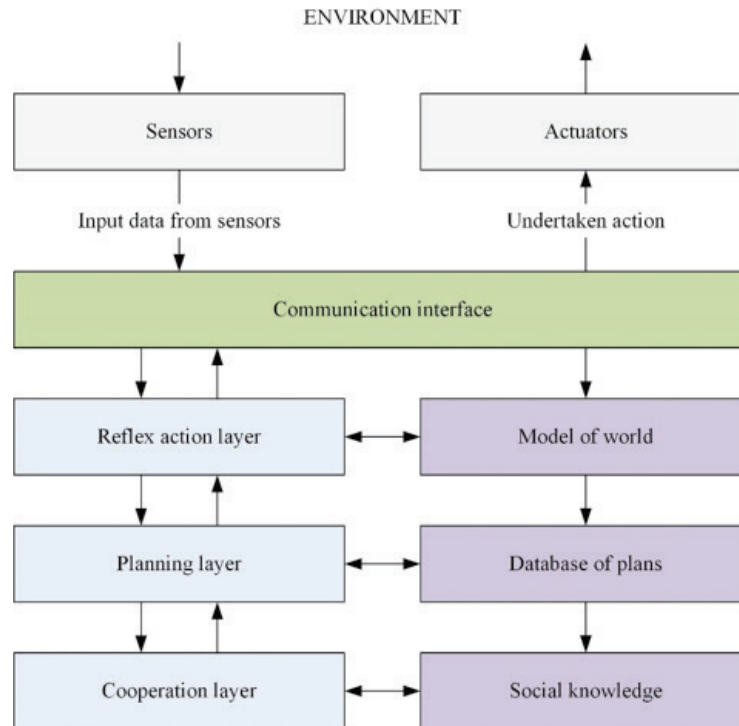 ENVIRONMENT
Sensors
Actuators
Input data from sensors
Undertaken action
Communication interface
Reflex action layer
Model of world
Planning layer
Database of plans
Cooperation layer
Social knowledge